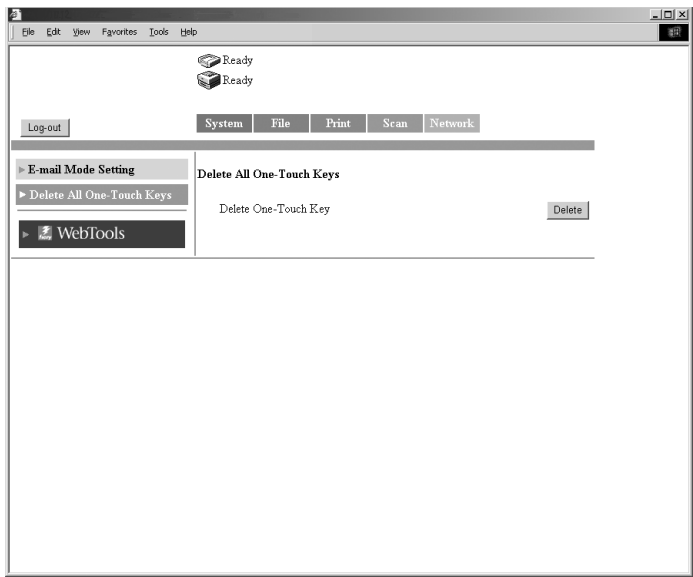 File Edit View Favorites Tools Help
Ready
Ready
Log-out
System File Print Scan Network
E-mail Mode Setting
Delete All One-Touch Keys
WebTools
Delete All One-Touch Keys
Delete One-Touch Key Delete